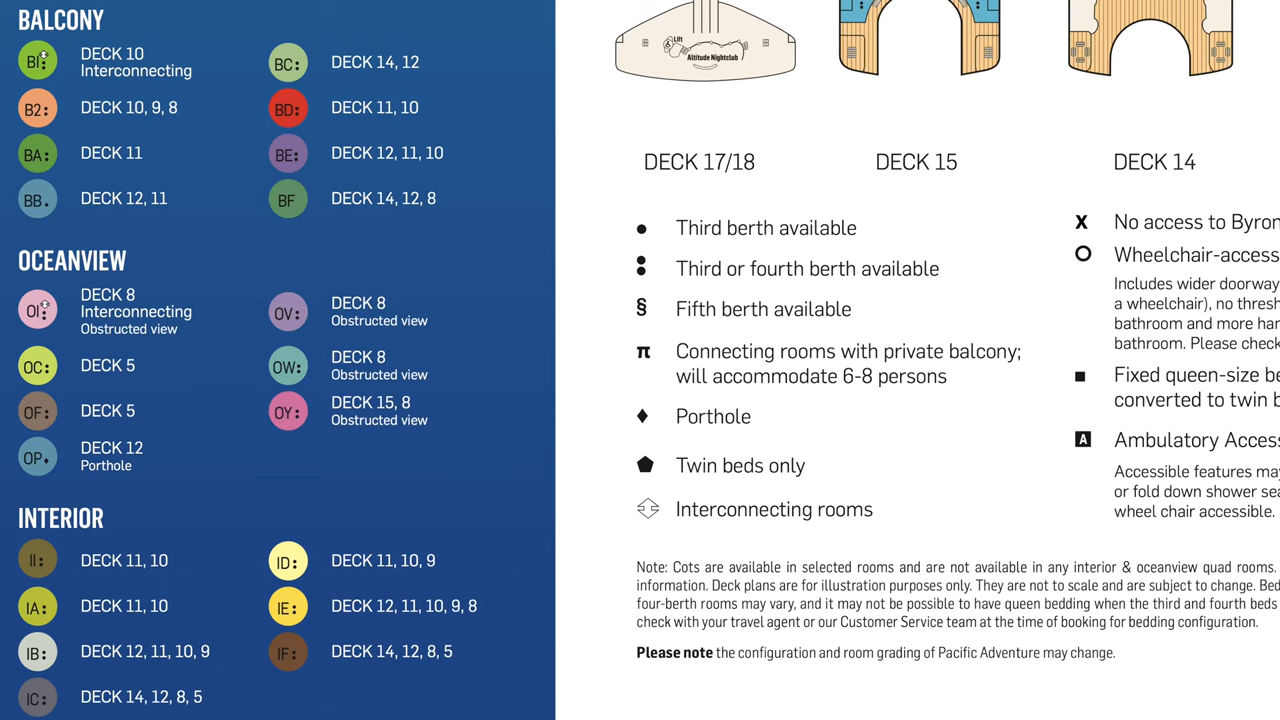 BALCONY
BI: DECK 10
Interconnecting
B2: DECK 10, 9, 8
BA: DECK 11
BB. DECK 12, 11
BC: DECK 14, 12
BD: DECK 11, 10
BE: DECK 12, 11, 10
BF DECK 14, 12, 8
OCEANVIEW
OI: DECK 8
Interconnecting
Obstructed view
OC: DECK 5
OF: DECK 5
OP♦ DECK 12
Porthole
OV: DECK 8
Obstructed view
OW: DECK 8
Obstructed view
OY: DECK 15, 8
Obstructed view
INTERIOR
II: DECK 11, 10
IA: DECK 11, 10
IB: DECK 12, 11, 10, 9
IC: DECK 14, 12, 8, 5
ID: DECK 11, 10, 9
IE: DECK 12, 11, 10, 9, 8
IF: DECK 14, 12, 8, 5
Lift
Altitude Nightclub
DECK 17/18
DECK 15
DECK 14
● Third berth available
: Third or fourth berth available
§ Fifth berth available
π Connecting rooms with private balcony;
will accommodate 6-8 persons
♦ Porthole
⬟ Twin beds only
Interconnecting rooms
X No access to Byron
O Wheelchair-access
Includes wider doorway
a wheelchair), no thresh
bathroom and more han
bathroom. Please check
■ Fixed queen-size be
converted to twin b
A Ambulatory Access
Accessible features may
or fold down shower sea
wheel chair accessible.
Note: Cots are available in selected rooms and are not available in any interior & oceanview quad rooms.
information. Deck plans are for illustration purposes only. They are not to scale and are subject to change. Bed
four-berth rooms may vary, and it may not be possible to have queen bedding when the third and fourth beds
check with your travel agent or our Customer Service team at the time of booking for bedding configuration.
Please note the configuration and room grading of Pacific Adventure may change.